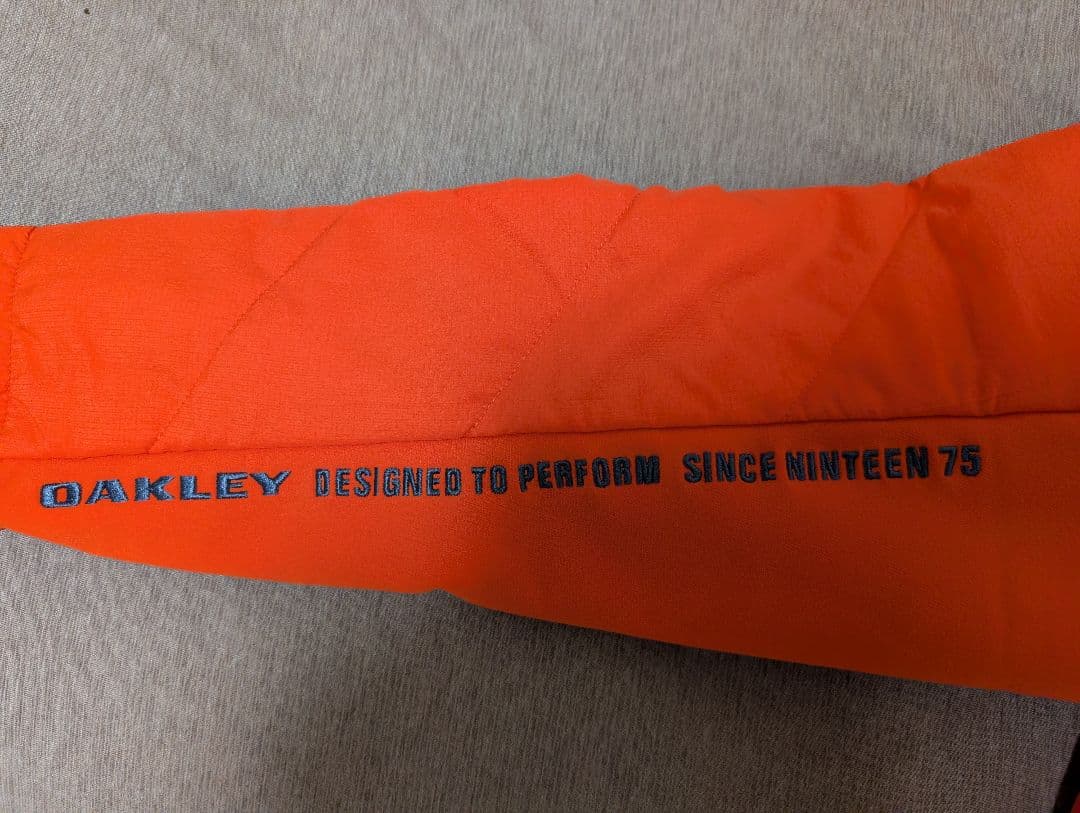 OAKLEY DESIGNED TO PERFORM SINCE NINTEEN 75